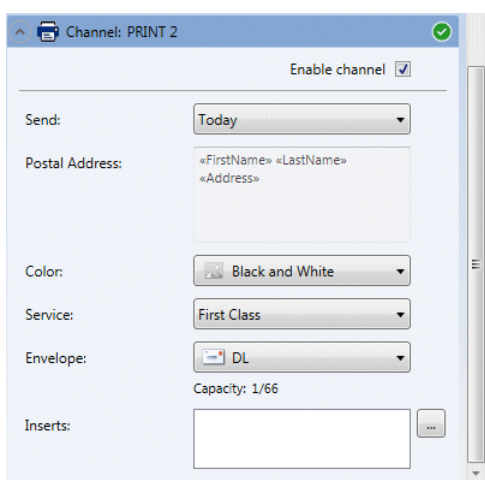 Channel: PRINT 2
Enable channel
Send: Today
Postal Address: «FirstName» «LastName»
«Address»
Color: Black and White
Service: First Class
Envelope: DL
Capacity: 1/66
Inserts: ...